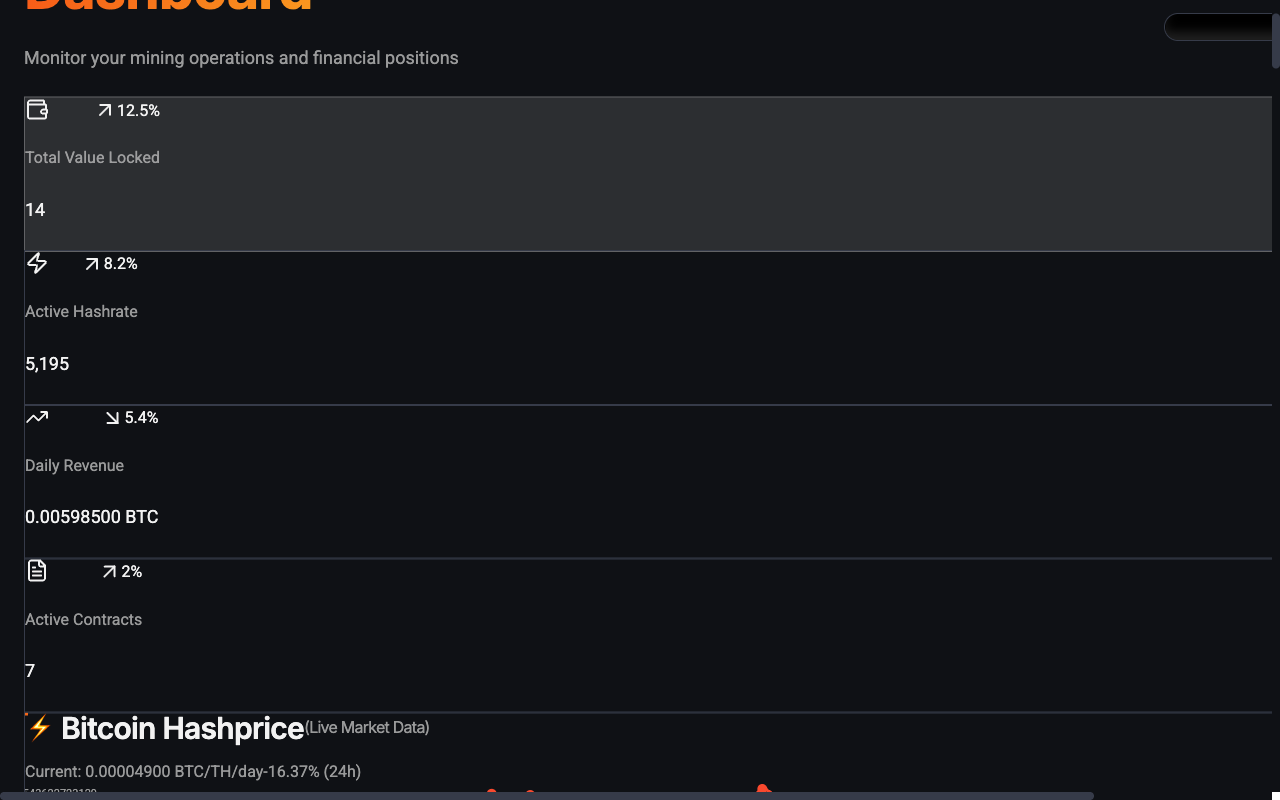 Dashboard
Monitor your mining operations and financial positions
12.5%
Total Value Locked
14
8.2%
Active Hashrate
5,195
5.4%
Daily Revenue
0.00598500 BTC
2%
Active Contracts
7
⚡ Bitcoin Hashprice(Live Market Data)
Current: 0.00004900 BTC/TH/day-16.37% (24h)